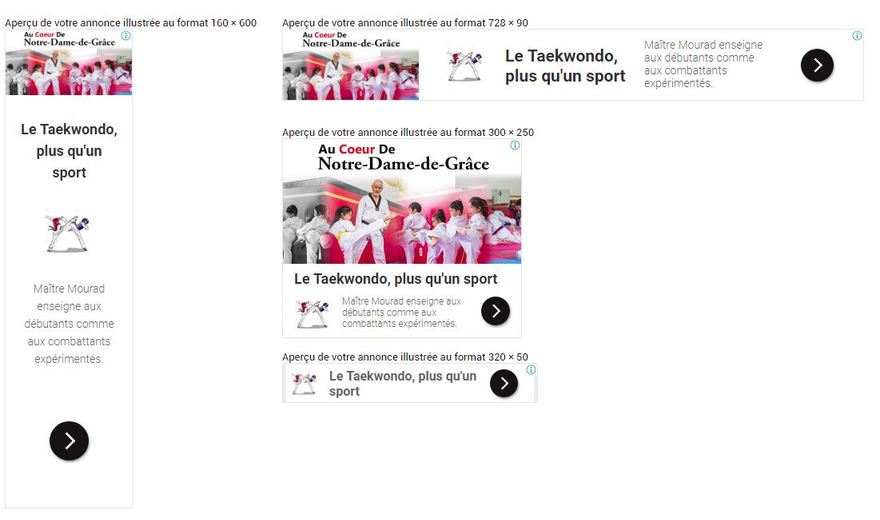 Aperçu de votre annonce illustrée au format 160 × 600
Au Coeur De
Notre-Dame-de-Grâce
Le Taekwondo,
plus qu'un
sport
Maître Mourad
enseigne aux
débutants comme
aux combattants
expérimentés.
Aperçu de votre annonce illustrée au format 728 × 90
Au Coeur De
Notre-Dame-de-Grâce
Le Taekwondo,
plus qu'un sport
Maître Mourad enseigne
aux débutants comme
aux combattants
expérimentés.
Aperçu de votre annonce illustrée au format 300 × 250
Au Coeur De
Notre-Dame-de-Grâce
Le Taekwondo, plus qu'un sport
Maître Mourad enseigne aux
débutants comme aux
combattants expérimentés.
Aperçu de votre annonce illustrée au format 320 × 50
Le Taekwondo, plus qu'un
sport